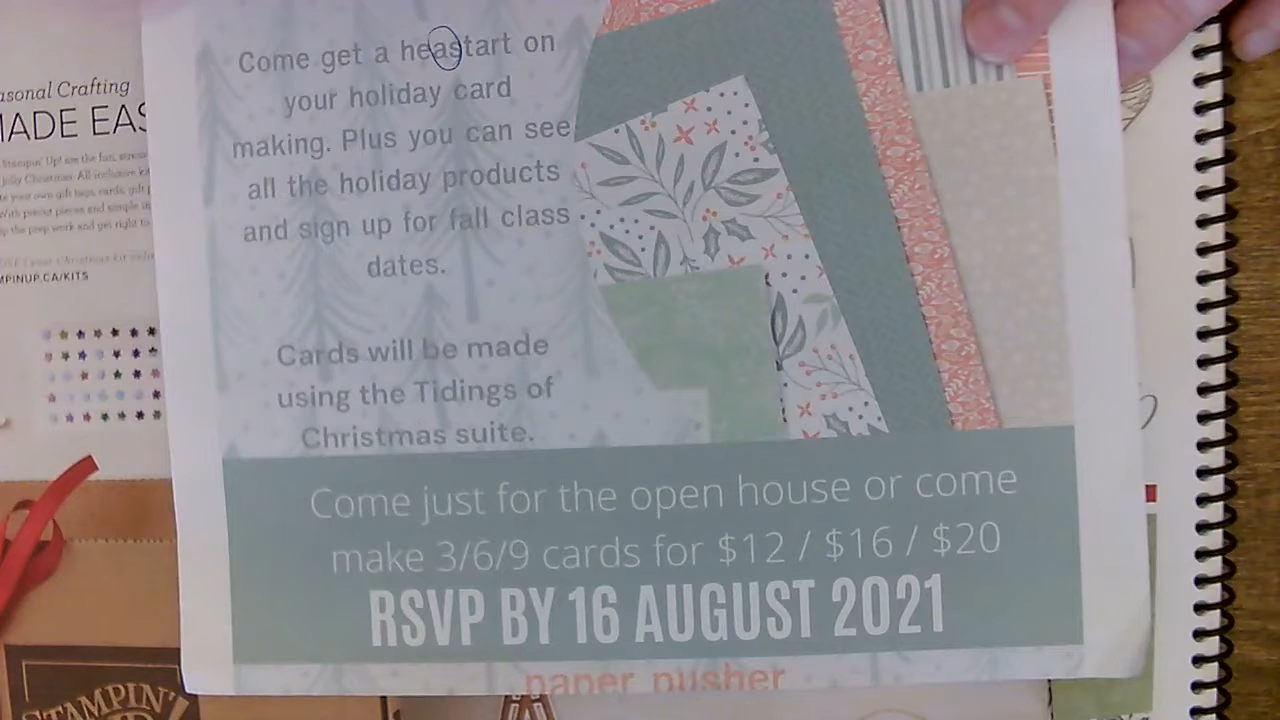 asonal Crafting
MADE EAS
Come get a heastart on
your holiday card
making. Plus you can see
all the holiday products
and sign up for fall class
dates.
MPINUP.CA/KITS
Cards will be made
using the Tidings of
Christmas suite.
Come just for the open house or come
make 3/6/9 cards for $12 / $16 / $20
RSVP BY 16 AUGUST 2021
paper pusher
STAMPIN'